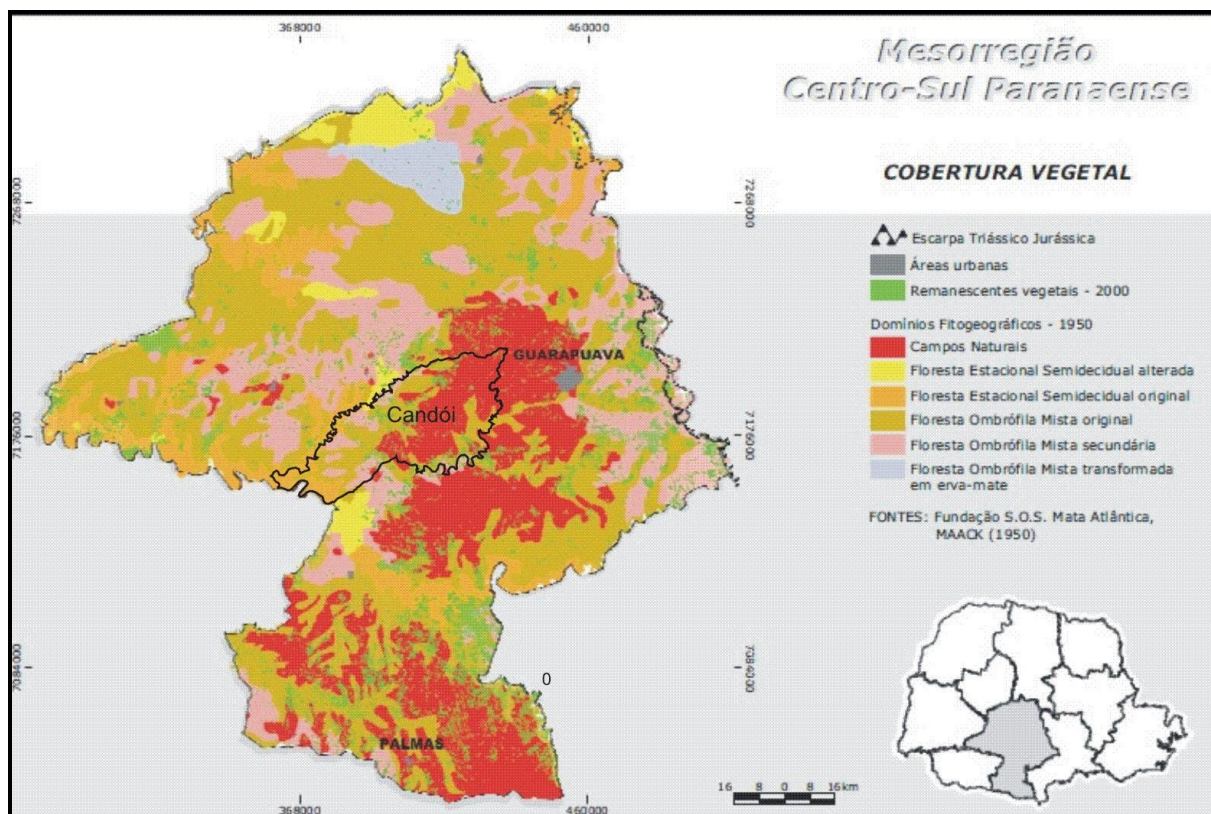 368000
460000
Mesorregião
Centro-Sul Paranaense
COBERTURA VEGETAL
7268000
7268000
Escarpa Triássico Jurássica
Áreas urbanas
Remanescentes vegetais - 2000
Domínios Fitogeográficos - 1950
Campos Naturais
Floresta Estacional Semidecidual alterada
Floresta Estacional Semidecidual original
Floresta Ombrófila Mista original
Floresta Ombrófila Mista secundária
Floresta Ombrófila Mista transformada
em erva-mate
GUARAPUAVA
Candói
7176000
7176000
FONTES: Fundação S.O.S. Mata Atlântica,
MAACK (1950)
7084000
7084000
0
PALMAS
16 8 0 8 16km
368000
460000